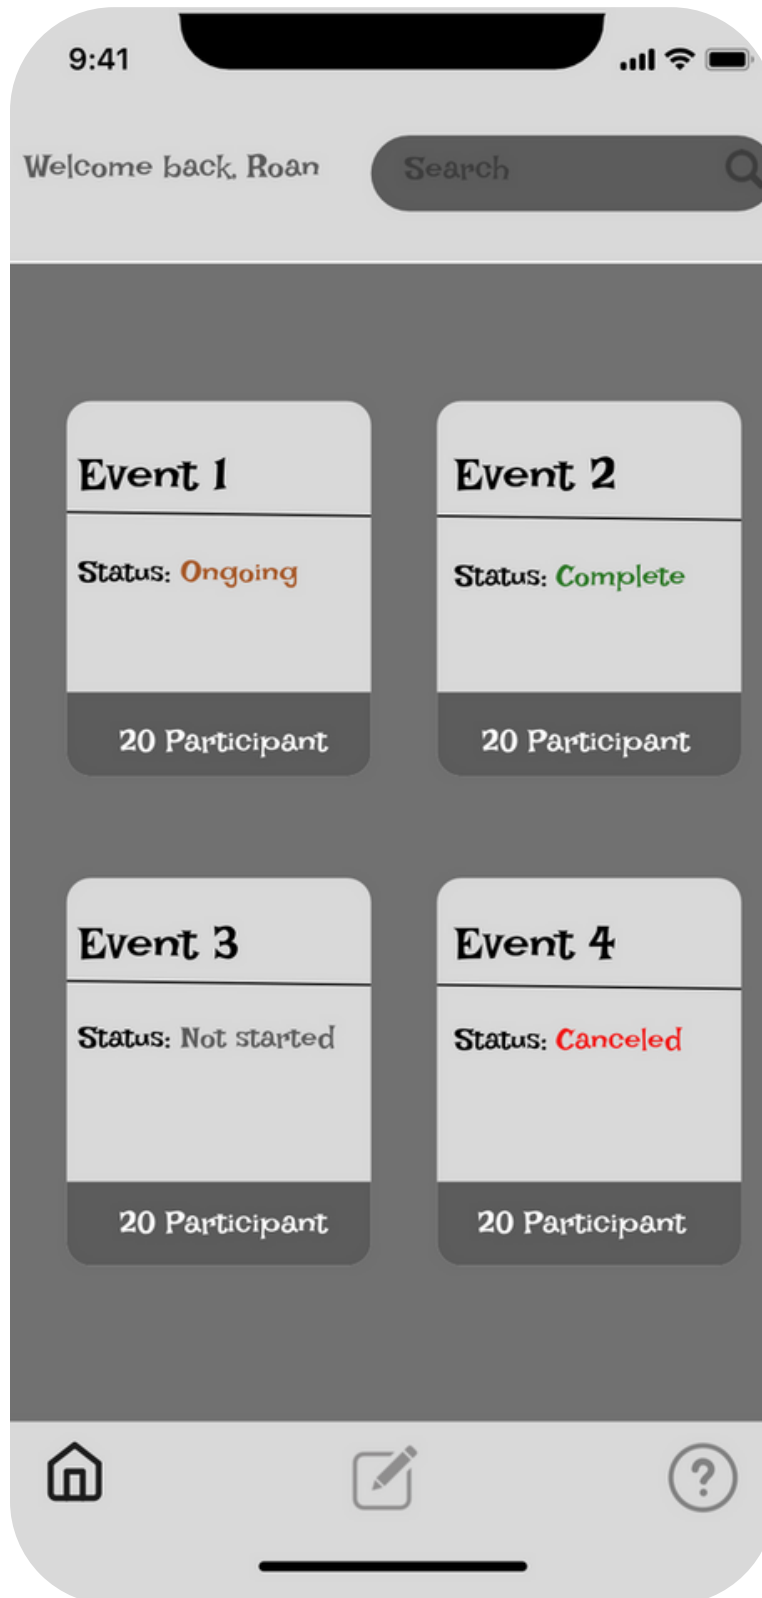 9:41
Welcome back, Roan
Search
Event 1
Status: Ongoing
20 Participant
Event 2
Status: Complete
20 Participant
Event 3
Status: Not started
20 Participant
Event 4
Status: Canceled
20 Participant
?